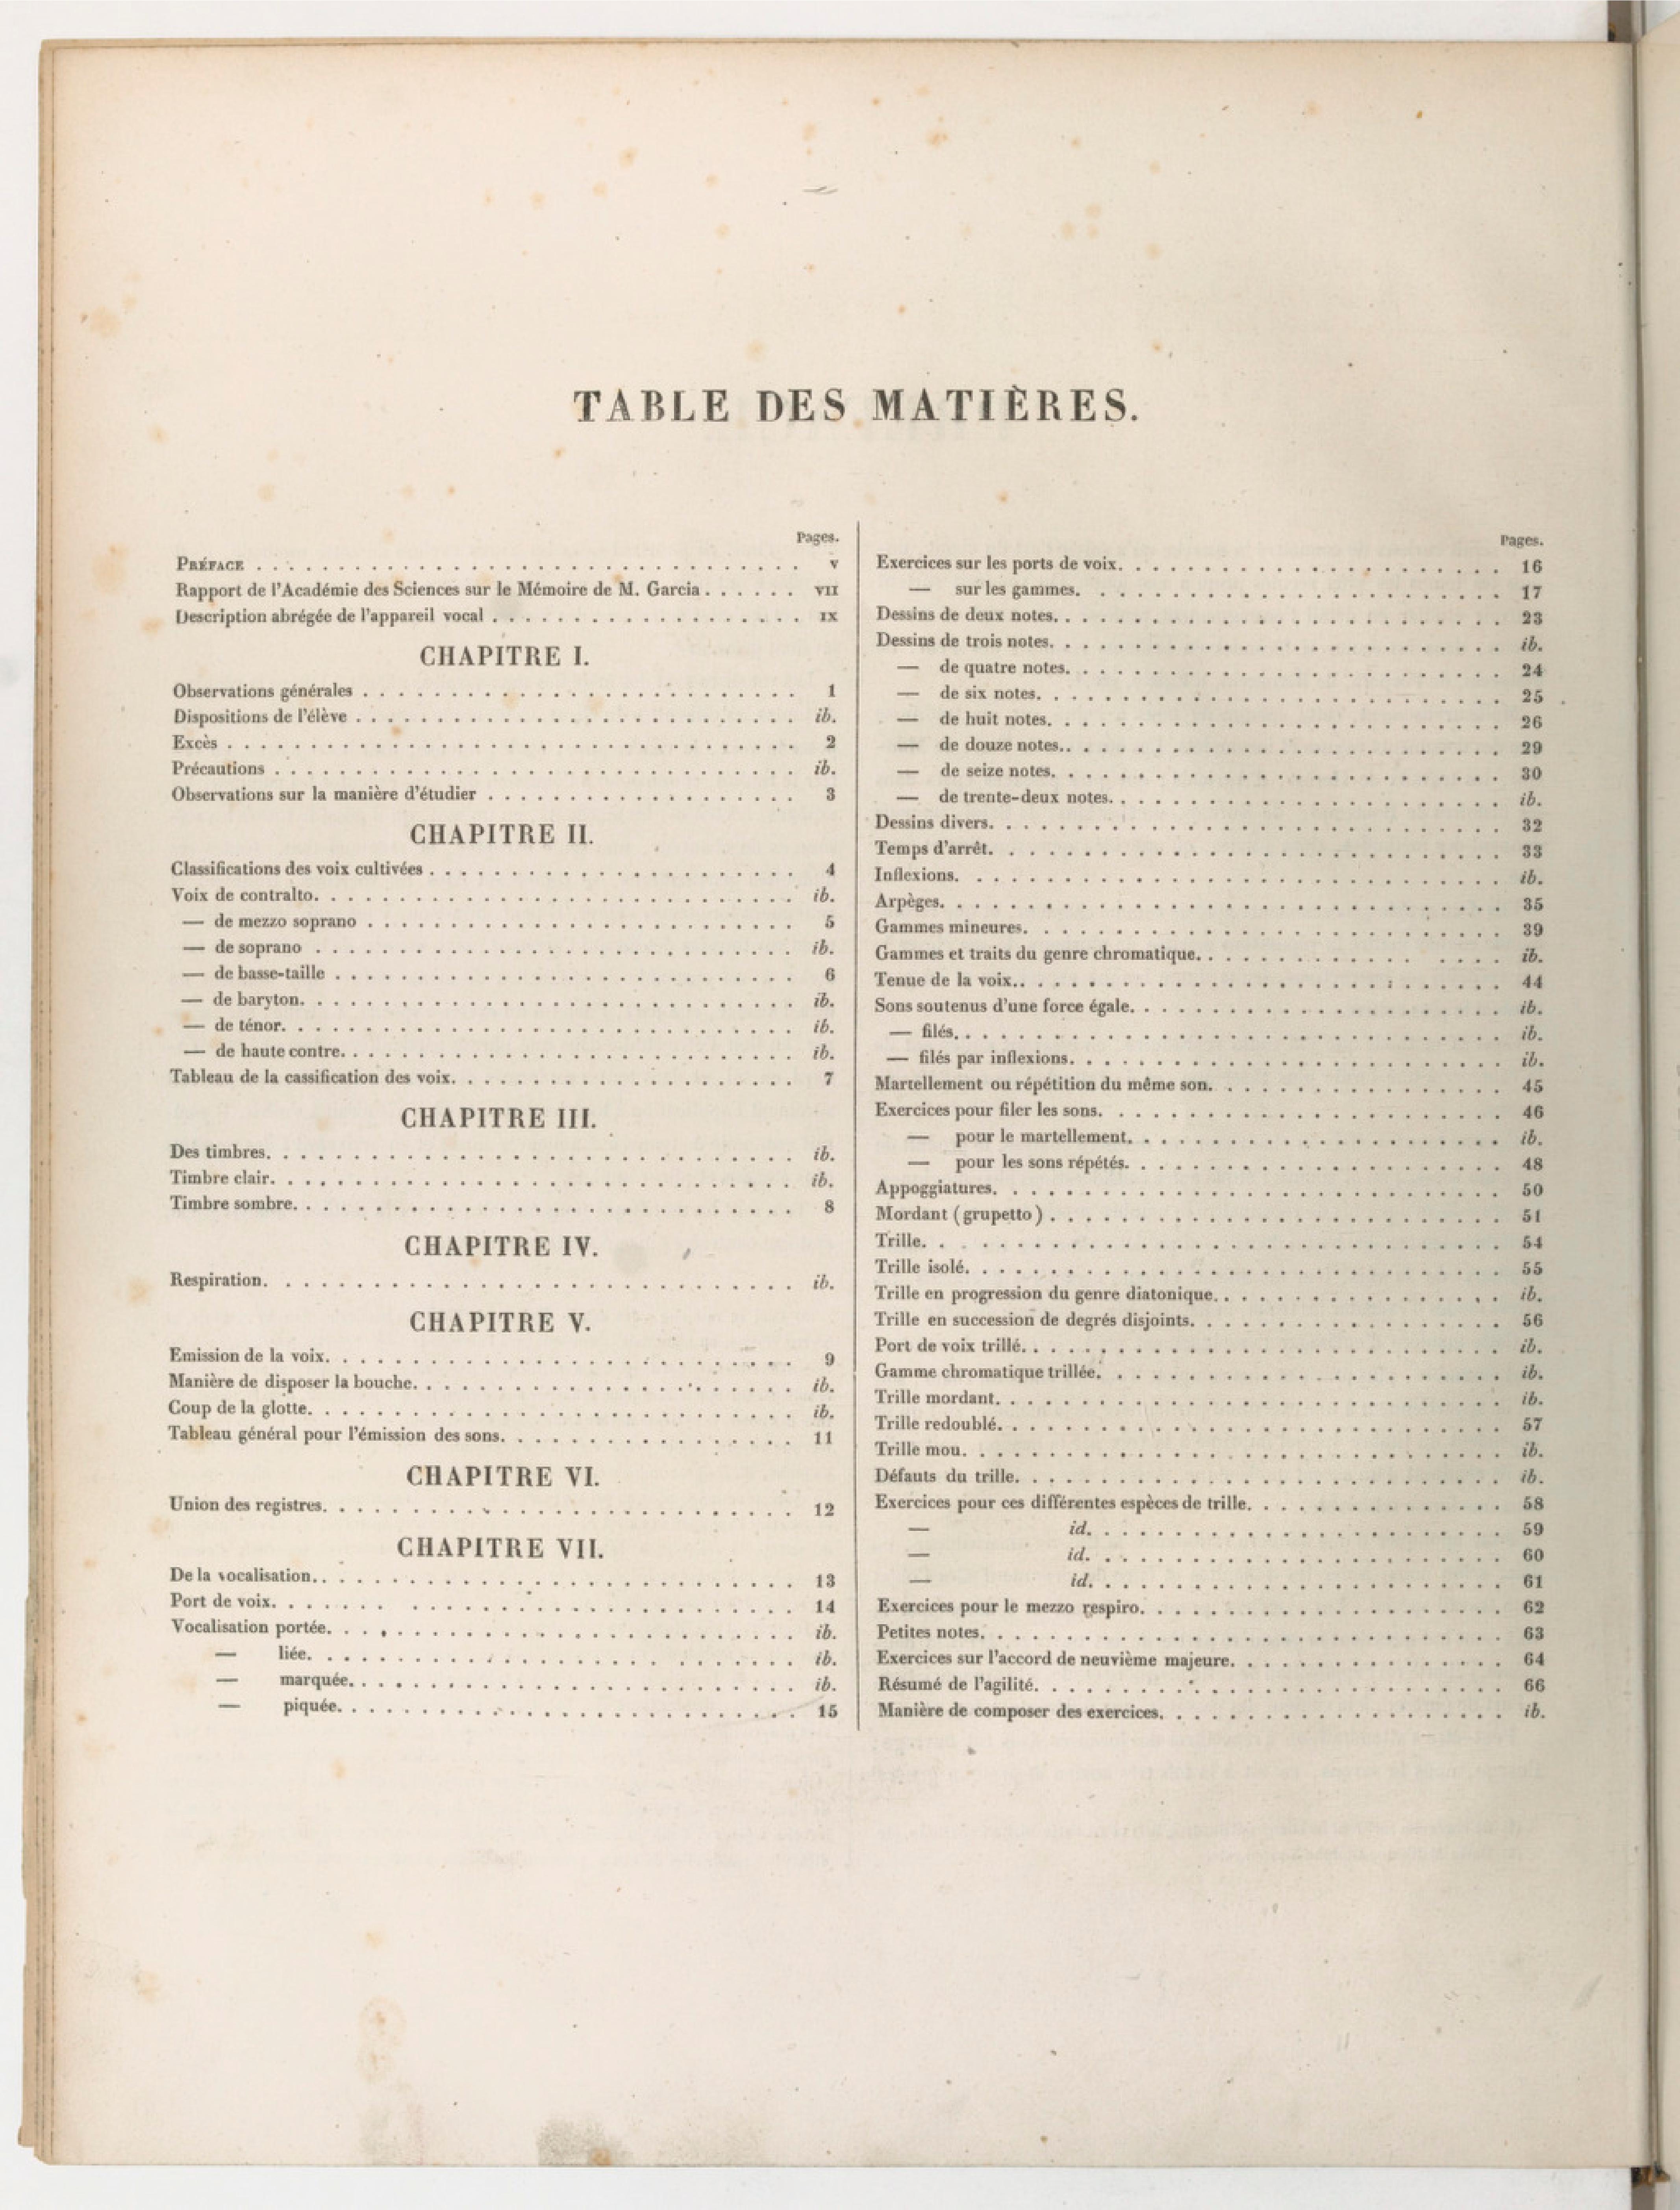 TABLE DES MATIÈRES.
Pages.
PRÉFACE . . . . . . . . . . v
Rapport de l'Académie des Sciences sur le Mémoire de M. Garcia . . . . . . VII
Description abrégée de l'appareil vocal . . . . . . . . . . IX
CHAPITRE I.
Observations générales . . . . . . . . . . 1
Dispositions de l'élève . . . . . . . . . . ib.
Excès . . . . . . . . . . 2
Précautions . . . . . . . . . . ib.
Observations sur la manière d'étudier . . . . . . . . . . 3
CHAPITRE II.
Classifications des voix cultivées . . . . . . . . . . 4
Voix de contralto. . . . . . . . . . ib.
— de mezzo soprano . . . . . . . . . . 5
— de soprano . . . . . . . . . . ib.
— de basse-taille . . . . . . . . . . 6
— de baryton. . . . . . . . . . ib.
— de ténor. . . . . . . . . . ib.
— de haute contre. . . . . . . . . . ib.
Tableau de la cassification des voix. . . . . . . . . . 7
CHAPITRE III.
Des timbres. . . . . . . . . . ib.
Timbre clair. . . . . . . . . . ib.
Timbre sombre. . . . . . . . . . 8
CHAPITRE IV.
Respiration. . . . . . . . . . ib.
CHAPITRE V.
Emission de la voix. . . . . . . . . . 9
Manière de disposer la bouche. . . . . . . . . . ib.
Coup de la glotte. . . . . . . . . . ib.
Tableau général pour l'émission des sons. . . . . . . . . . 11
CHAPITRE VI.
Union des registres. . . . . . . . . . 12
CHAPITRE VII.
De la vocalisation. . . . . . . . . . 13
Port de voix. . . . . . . . . . 14
Vocalisation portée. . . . . . . . . . ib.
— liée. . . . . . . . . . ib.
— marquée. . . . . . . . . . ib.
— piquée. . . . . . . . . . 15
Pages.
Exercices sur les ports de voix. . . . . . . . . . 16
— sur les gammes. . . . . . . . . . 17
Dessins de deux notes. . . . . . . . . . 23
Dessins de trois notes. . . . . . . . . . ib.
— de quatre notes. . . . . . . . . . 24
— de six notes. . . . . . . . . . 25
— de huit notes. . . . . . . . . . 26
— de douze notes. . . . . . . . . . 29
— de seize notes. . . . . . . . . . 30
— de trente-deux notes. . . . . . . . . . ib.
Dessins divers. . . . . . . . . . 32
Temps d'arrêt. . . . . . . . . . 33
Inflexions. . . . . . . . . . ib.
Arpèges. . . . . . . . . . 35
Gammes mineures. . . . . . . . . . 39
Gammes et traits du genre chromatique. . . . . . . . . . ib.
Tenue de la voix. . . . . . . . . . 44
Sons soutenus d'une force égale. . . . . . . . . . ib.
— filés. . . . . . . . . . ib.
— filés par inflexions. . . . . . . . . . ib.
Martellement ou répétition du même son. . . . . . . . . . 45
Exercices pour filer les sons. . . . . . . . . . 46
— pour le martellement. . . . . . . . . . ib.
— pour les sons répétés. . . . . . . . . . 48
Appoggiatures. . . . . . . . . . 50
Mordant (grupetto) . . . . . . . . . . 51
Trille. . . . . . . . . . 54
Trille isolé. . . . . . . . . . 55
Trille en progression du genre diatonique. . . . . . . . . . ib.
Trille en succession de degrés disjoints. . . . . . . . . . 56
Port de voix trillé. . . . . . . . . . ib.
Gamme chromatique trillée. . . . . . . . . . ib.
Trille mordant. . . . . . . . . . ib.
Trille redoublé. . . . . . . . . . 57
Trille mou. . . . . . . . . . ib.
Défauts du trille. . . . . . . . . . ib.
Exercices pour ces différentes espèces de trille. . . . . . . . . . 58
— id. . . . . . . . . . 59
— id. . . . . . . . . . 60
— id. . . . . . . . . . 61
Exercices pour le mezzo respiro. . . . . . . . . . 62
Petites notes. . . . . . . . . . 63
Exercices sur l'accord de neuvième majeure. . . . . . . . . . 64
Résumé de l'agilité. . . . . . . . . . 66
Manière de composer des exercices. . . . . . . . . . ib.